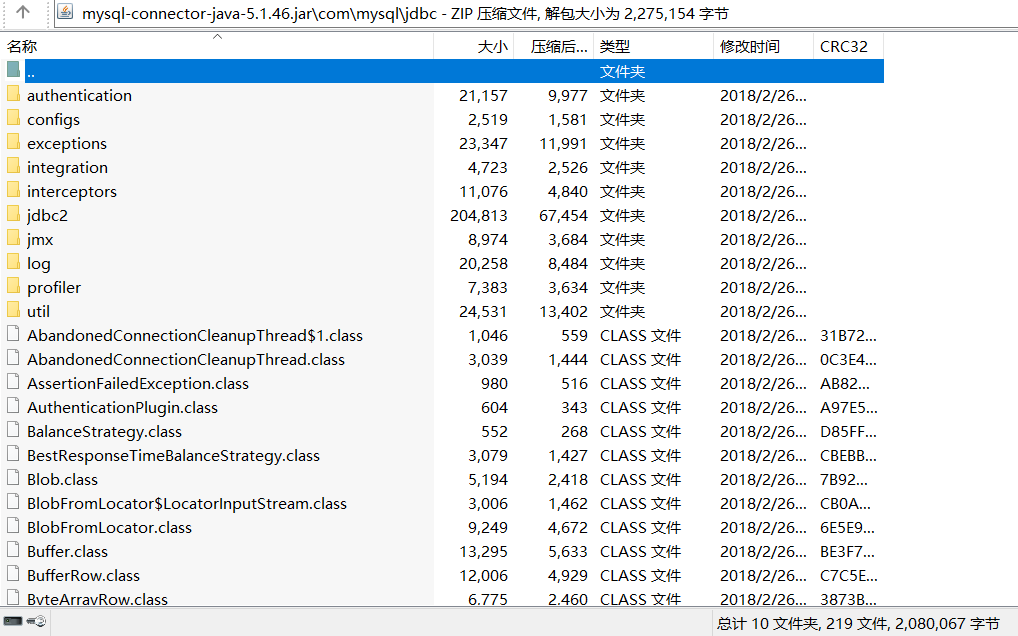 mysql-connector-java-5.1.46.jar\com\mysql\jdbc - ZIP 压缩文件, 解包大小为 2,275,154 字节
名称 大小 压缩后... 类型 修改时间 CRC32
.. 文件夹
authentication 21,157 9,977 文件夹 2018/2/26...
configs 2,519 1,581 文件夹 2018/2/26...
exceptions 23,347 11,991 文件夹 2018/2/26...
integration 4,723 2,526 文件夹 2018/2/26...
interceptors 11,076 4,840 文件夹 2018/2/26...
jdbc2 204,813 67,454 文件夹 2018/2/26...
jmx 8,974 3,684 文件夹 2018/2/26...
log 20,258 8,484 文件夹 2018/2/26...
profiler 7,383 3,634 文件夹 2018/2/26...
util 24,531 13,402 文件夹 2018/2/26...
AbandonedConnectionCleanupThread$1.class 1,046 559 CLASS 文件 2018/2/26... 31B72...
AbandonedConnectionCleanupThread.class 3,039 1,444 CLASS 文件 2018/2/26... 0C3E4...
AssertionFailedException.class 980 516 CLASS 文件 2018/2/26... AB82...
AuthenticationPlugin.class 604 343 CLASS 文件 2018/2/26... A97E5...
BalanceStrategy.class 552 268 CLASS 文件 2018/2/26... D85FF...
BestResponseTimeBalanceStrategy.class 3,079 1,427 CLASS 文件 2018/2/26... CBEBB...
Blob.class 5,194 2,418 CLASS 文件 2018/2/26... 7B92...
BlobFromLocator$LocatorInputStream.class 3,006 1,462 CLASS 文件 2018/2/26... CB0A...
BlobFromLocator.class 9,249 4,672 CLASS 文件 2018/2/26... 6E5E9...
Buffer.class 13,295 5,633 CLASS 文件 2018/2/26... BE3F7...
BufferRow.class 12,006 4,929 CLASS 文件 2018/2/26... C7C5E...
ByteArrayRow.class 6,775 2,460 CLASS 文件 2018/2/26... 3873B...
总计 10 文件夹, 219 文件, 2,080,067 字节